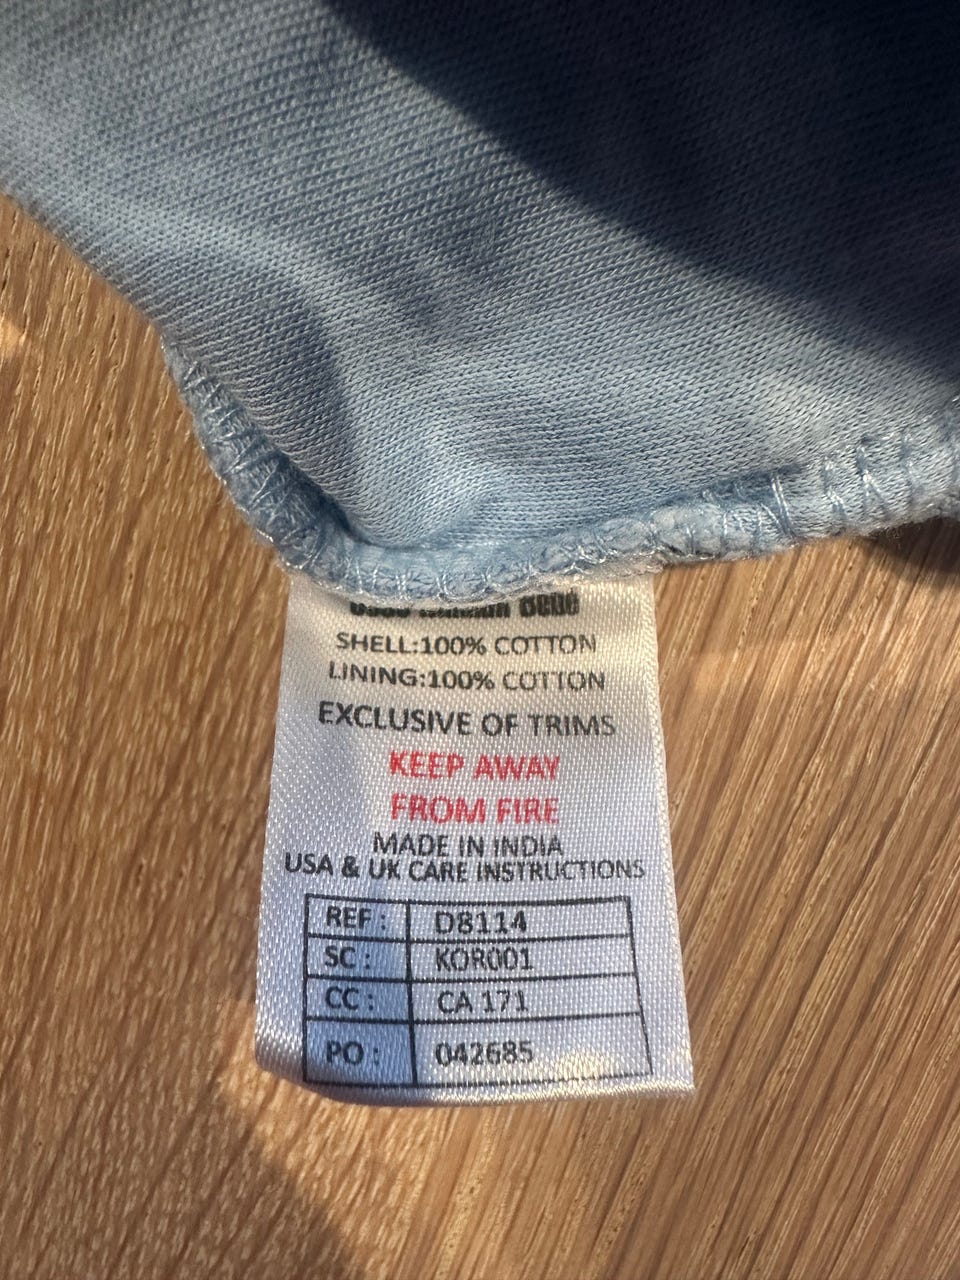 SHELL:100% COTTON
LINING:100% COTTON
EXCLUSIVE OF TRIMS
KEEP AWAY
FROM FIRE
MADE IN INDIA
USA & UK CARE INSTRUCTIONS
REF : D8114
SC : KOR001
CC : CA 171
PO : 042685